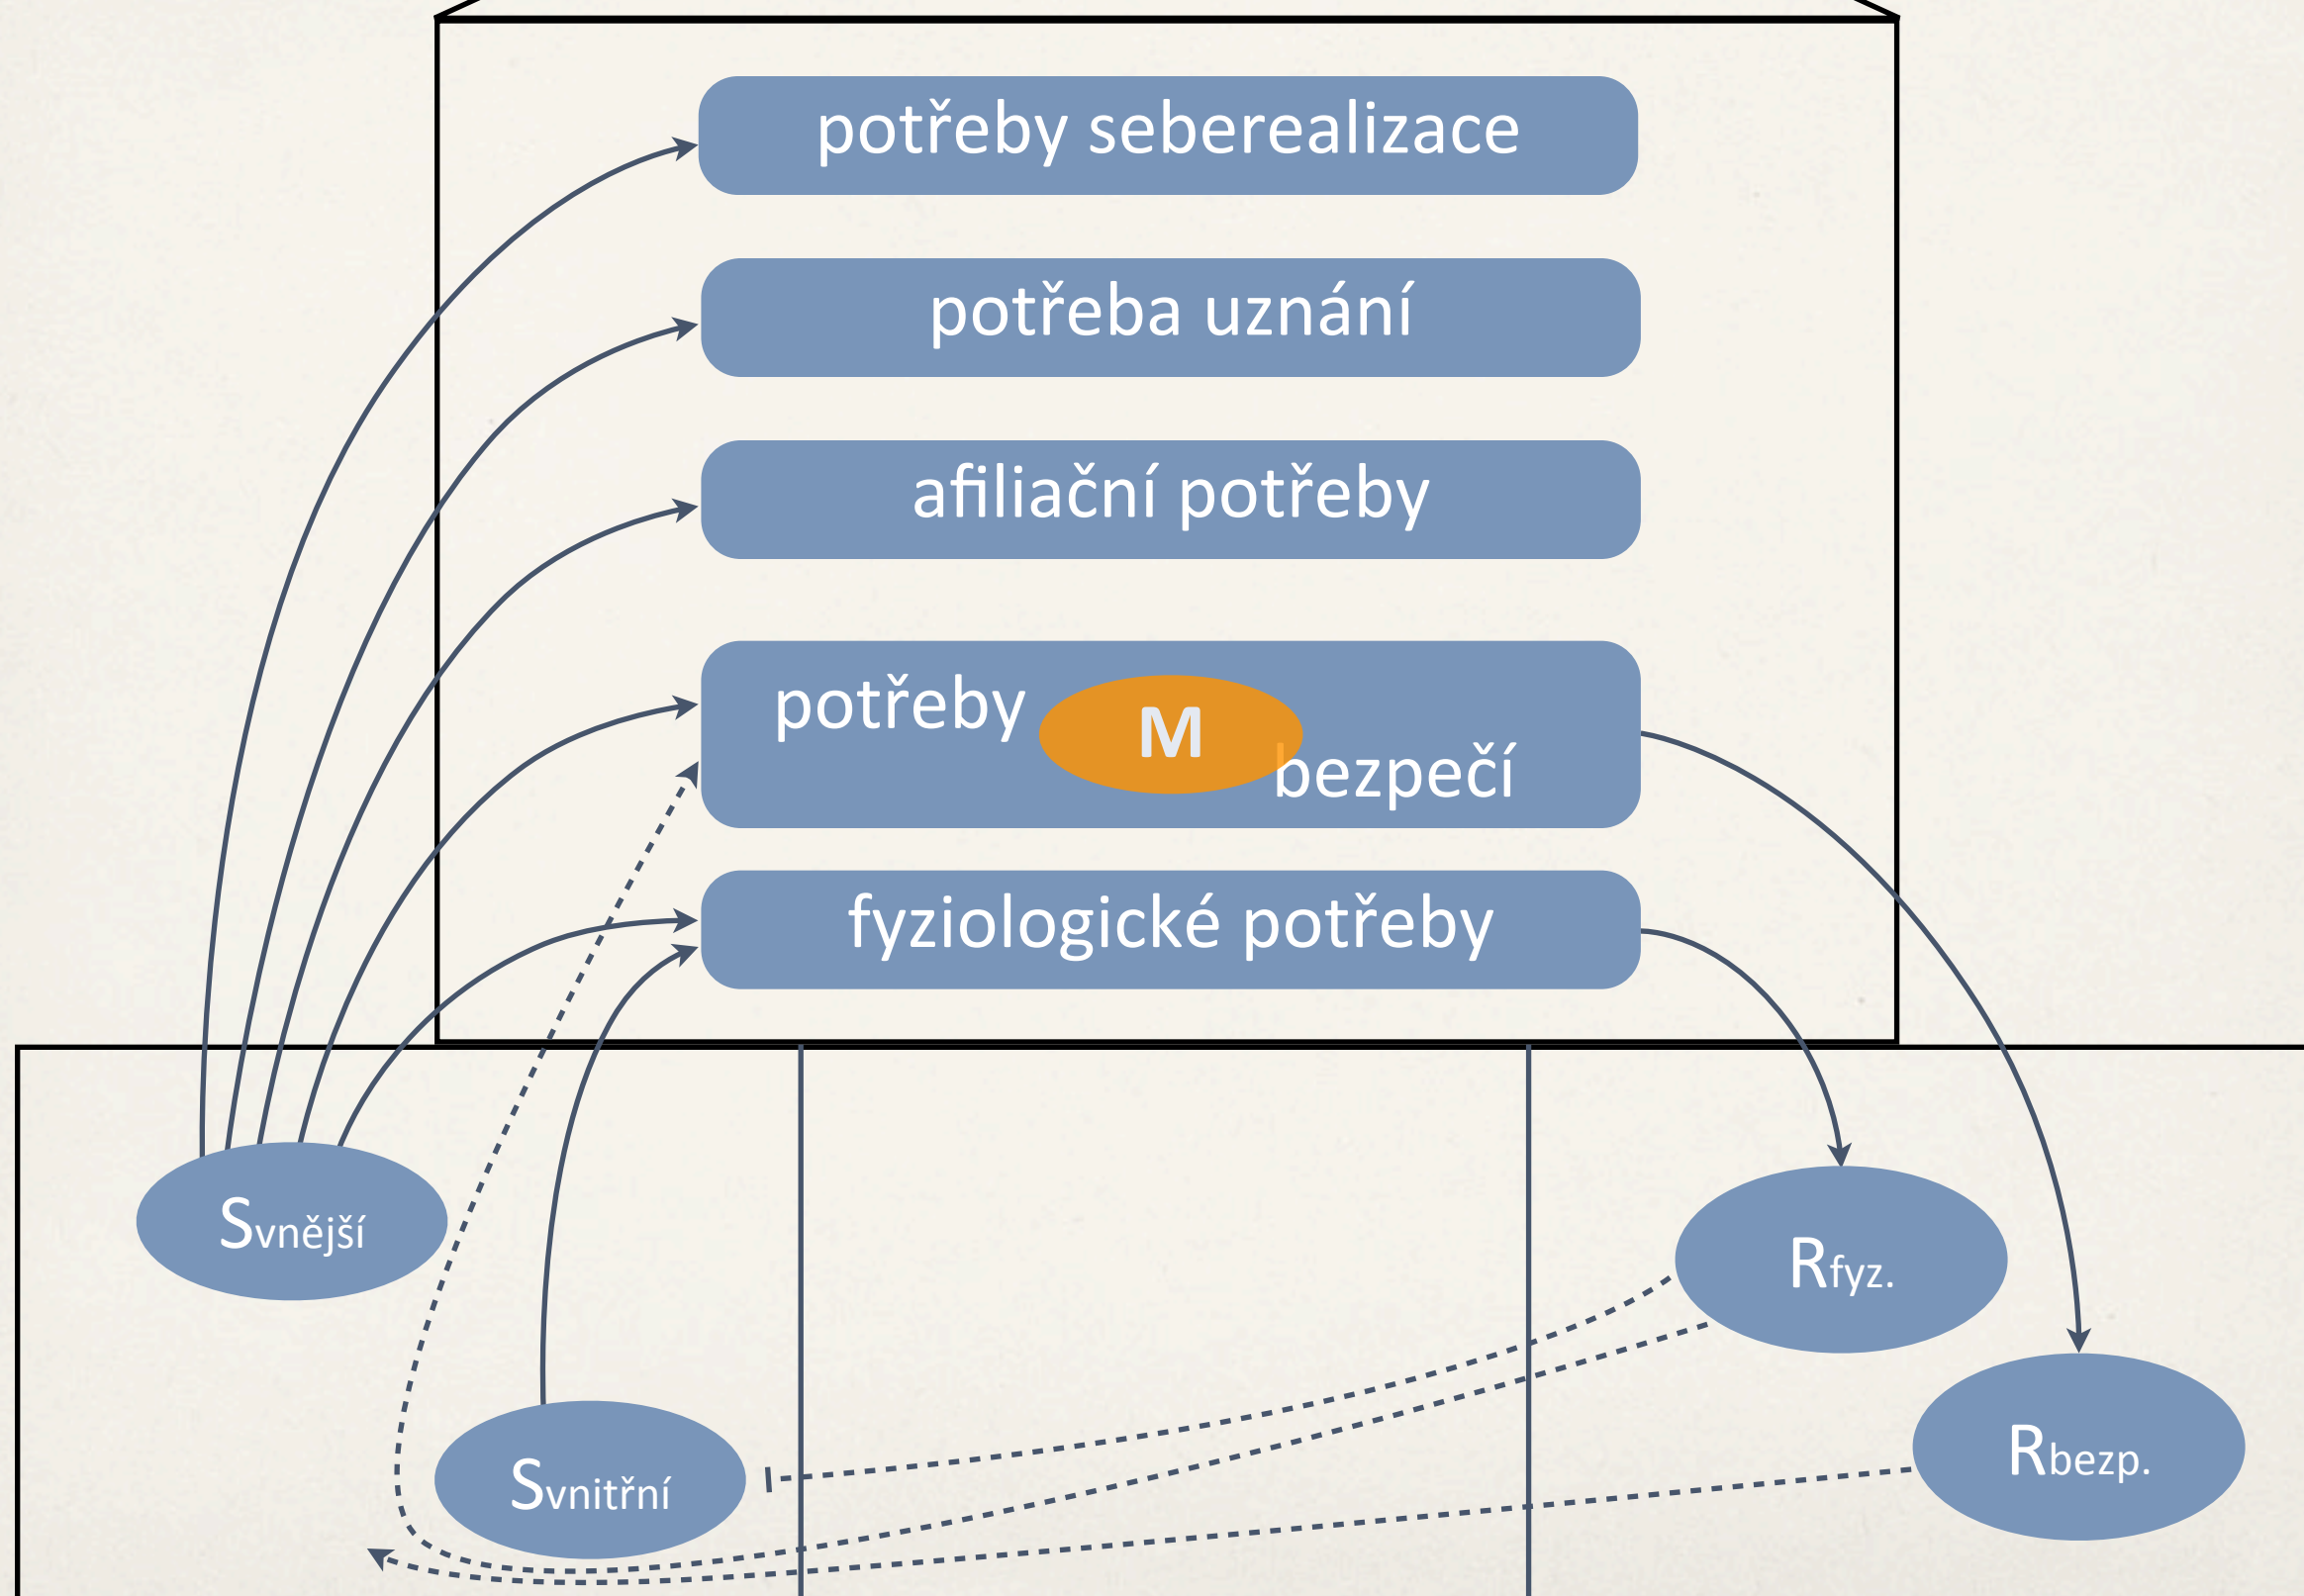 potřeby seberealizace
potřeba uznání
afiliační potřeby
potřeby
M
bezpečí
fyziologické potřeby
Svnější
Rfyz.
Rbezp.
Svnitřní